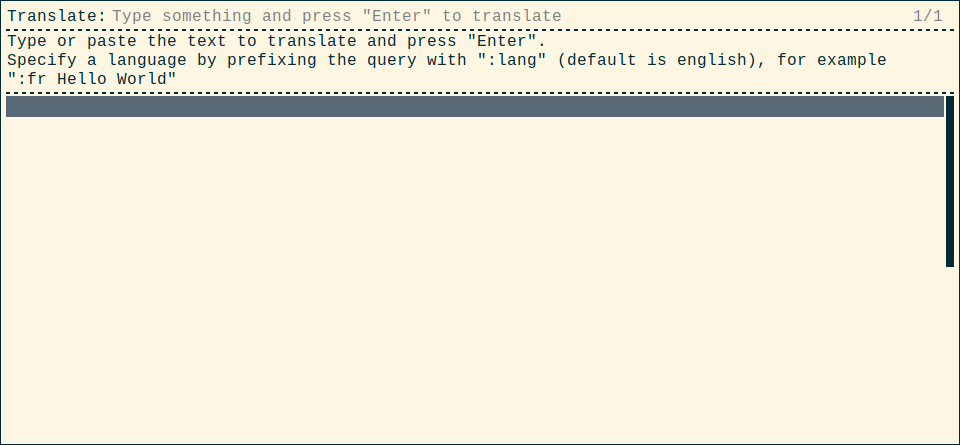 Translate: Type something and press "Enter" to translate 1/1
Type or paste the text to translate and press "Enter".
Specify a language by prefixing the query with ":lang" (default is english), for example
":fr Hello World"